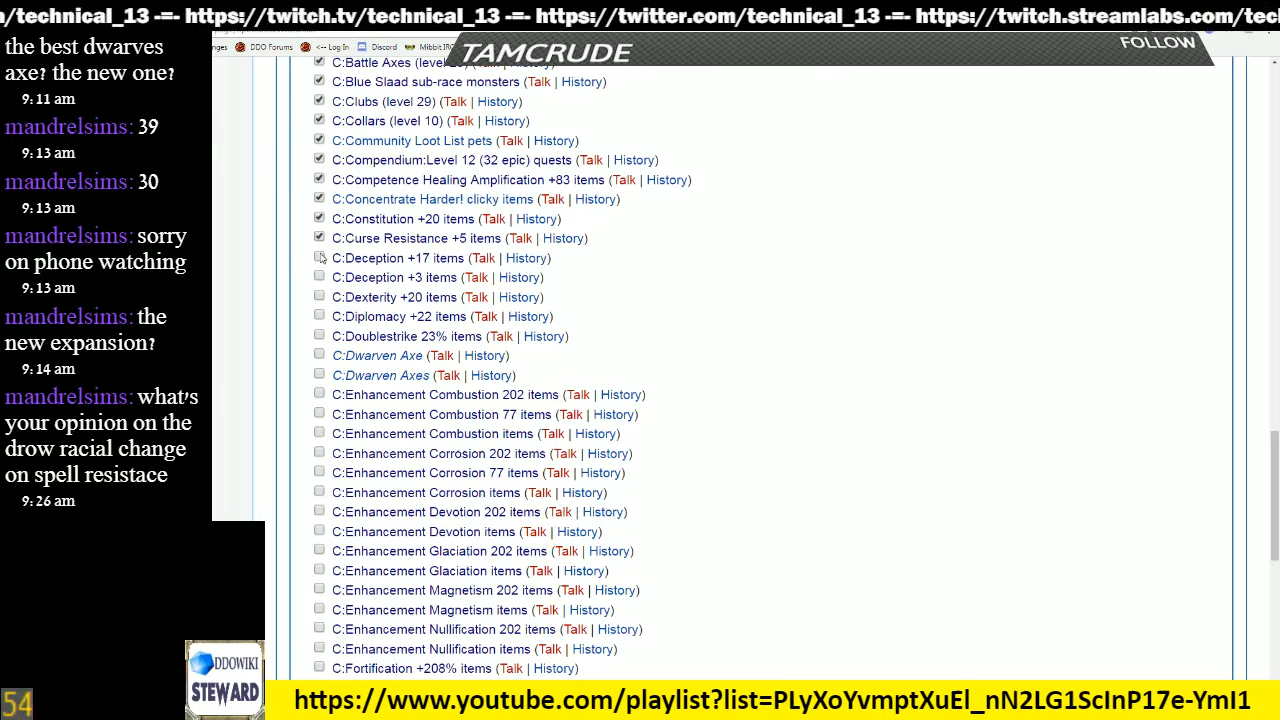 /technical_13 -=- https://twitch.tv/technical_13 -=- https://twitter.com/technical_13 -=- https://twitch.streamlabs.com/tec
the best dwarves
axe? the new one?
9:11 am
mandrelsims: 39
9:13 am
mandrelsims: 30
9:13 am
mandrelsims: sorry
on phone watching
9:13 am
mandrelsims: the
new expansion?
9:14 am
mandrelsims: what's
your opinion on the
drow racial change
on spell resistace
9:26 am
nges DDO Forums <-- Log In Discord Mibbit
TAMCRUDE
FOLLOW
C:Battle Axes
C:Blue Slaad sub-race monsters (Talk | History)
C:Clubs (level 29) (Talk | History)
C:Collars (level 10) (Talk | History)
C:Community Loot List pets (Talk | History)
C:Compendium:Level 12 (32 epic) quests (Talk | History)
C:Competence Healing Amplification +83 items (Talk | History)
C:Concentrate Harder! clicky items (Talk | History)
C:Constitution +20 items (Talk | History)
C:Curse Resistance +5 items (Talk | History)
C:Deception +17 items (Talk | History)
C:Deception +3 items (Talk | History)
C:Dexterity +20 items (Talk | History)
C:Diplomacy +22 items (Talk | History)
C:Doublestrike 23% items (Talk | History)
C:Dwarven Axe (Talk | History)
C:Dwarven Axes (Talk | History)
C:Enhancement Combustion 202 items (Talk | History)
C:Enhancement Combustion 77 items (Talk | History)
C:Enhancement Combustion items (Talk | History)
C:Enhancement Corrosion 202 items (Talk | History)
C:Enhancement Corrosion 77 items (Talk | History)
C:Enhancement Corrosion items (Talk | History)
C:Enhancement Devotion 202 items (Talk | History)
C:Enhancement Devotion items (Talk | History)
C:Enhancement Glaciation 202 items (Talk | History)
C:Enhancement Glaciation items (Talk | History)
C:Enhancement Magnetism 202 items (Talk | History)
C:Enhancement Magnetism items (Talk | History)
C:Enhancement Nullification 202 items (Talk | History)
C:Enhancement Nullification items (Talk | History)
C:Fortification +208% items (Talk | History)
DDOWIKI
STEWARD
54
https://www.youtube.com/playlist?list=PLyXoYvmptXuEl_nN2LG1ScInP17e-YmI1